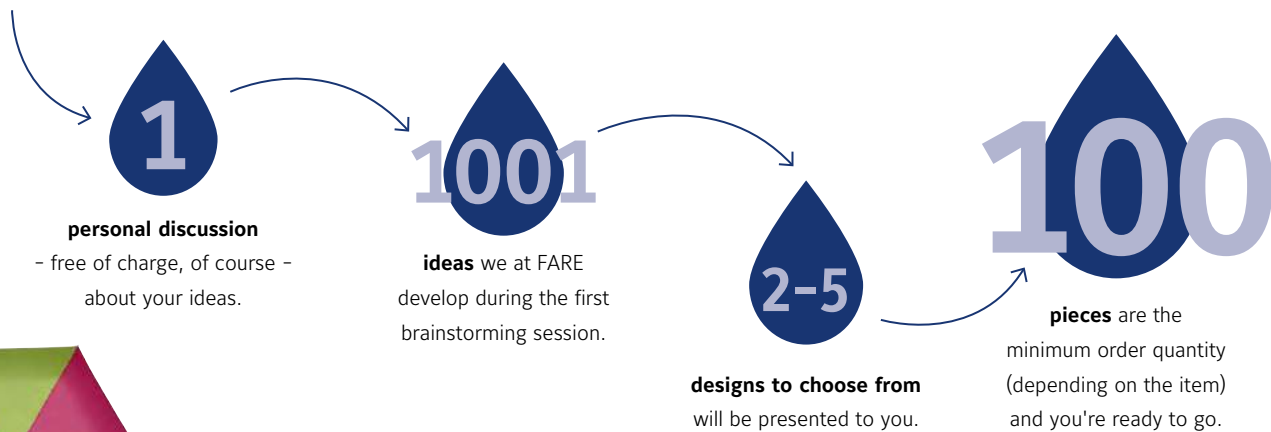 1
personal discussion
– free of charge, of course –
about your ideas.
1001
ideas we at FARE
develop during the first
brainstorming session.
2–5
designs to choose from
will be presented to you.
100
pieces are the
minimum order quantity
(depending on the item)
and you're ready to go.